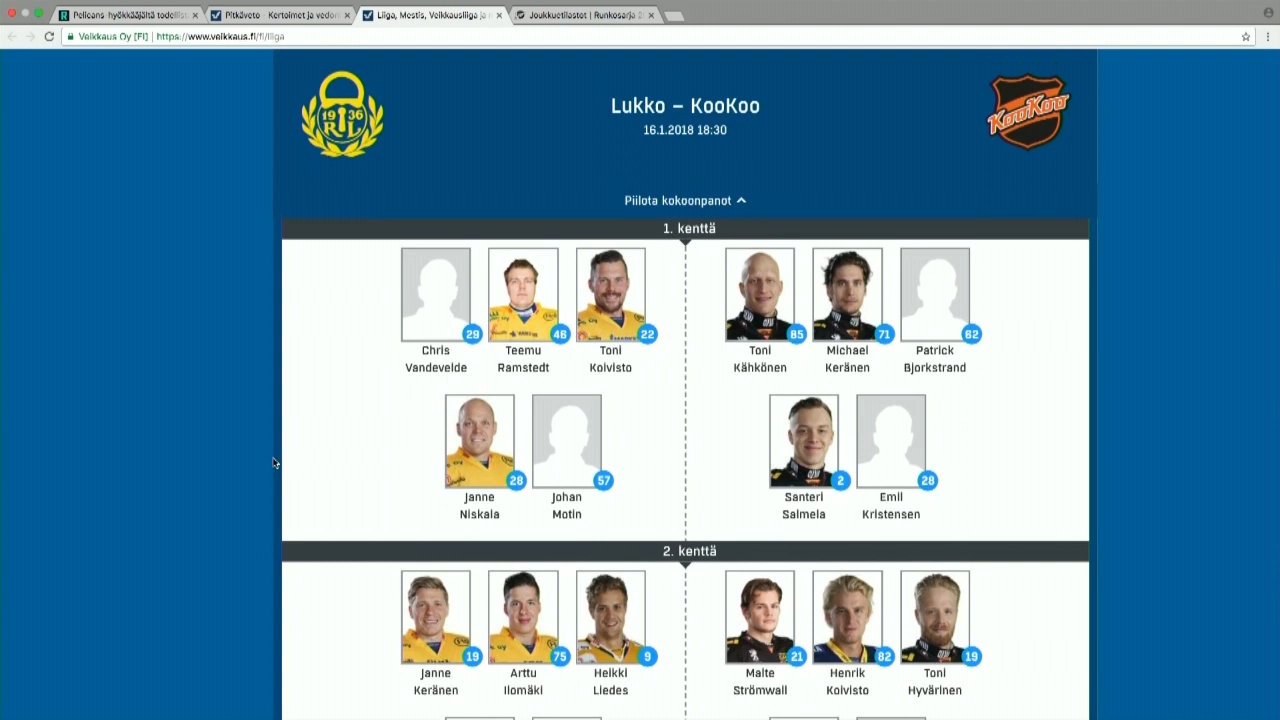 Pelicans-hyökkääjältä todellist
Pitkäveto - Kertoimet ja vedon
Liiga, Mestis, Veikkausliiga ja
Joukkuetilastot | Runkosarja 2
Veikkaus Oy [FI] | https://www.veikkaus.fi/fi/liiga
19 36
RL
Lukko – KooKoo
16.1.2018 18:30
KooKoo
Piilota kokoonpanot
1. kenttä
29 46 22 85 71 62
Chris Teemu Toni Toni Michael Patrick
Vandevelde Ramstedt Koivisto Kähkönen Keränen Bjorkstrand
28 57 2 28
Janne Johan Santeri Emil
Niskala Motin Salmela Kristensen
2. kenttä
19 75 9 21 82 19
Janne Arttu Heikki Malte Henrik Toni
Keränen Ilomäki Liedes Strömwall Koivisto Hyvärinen